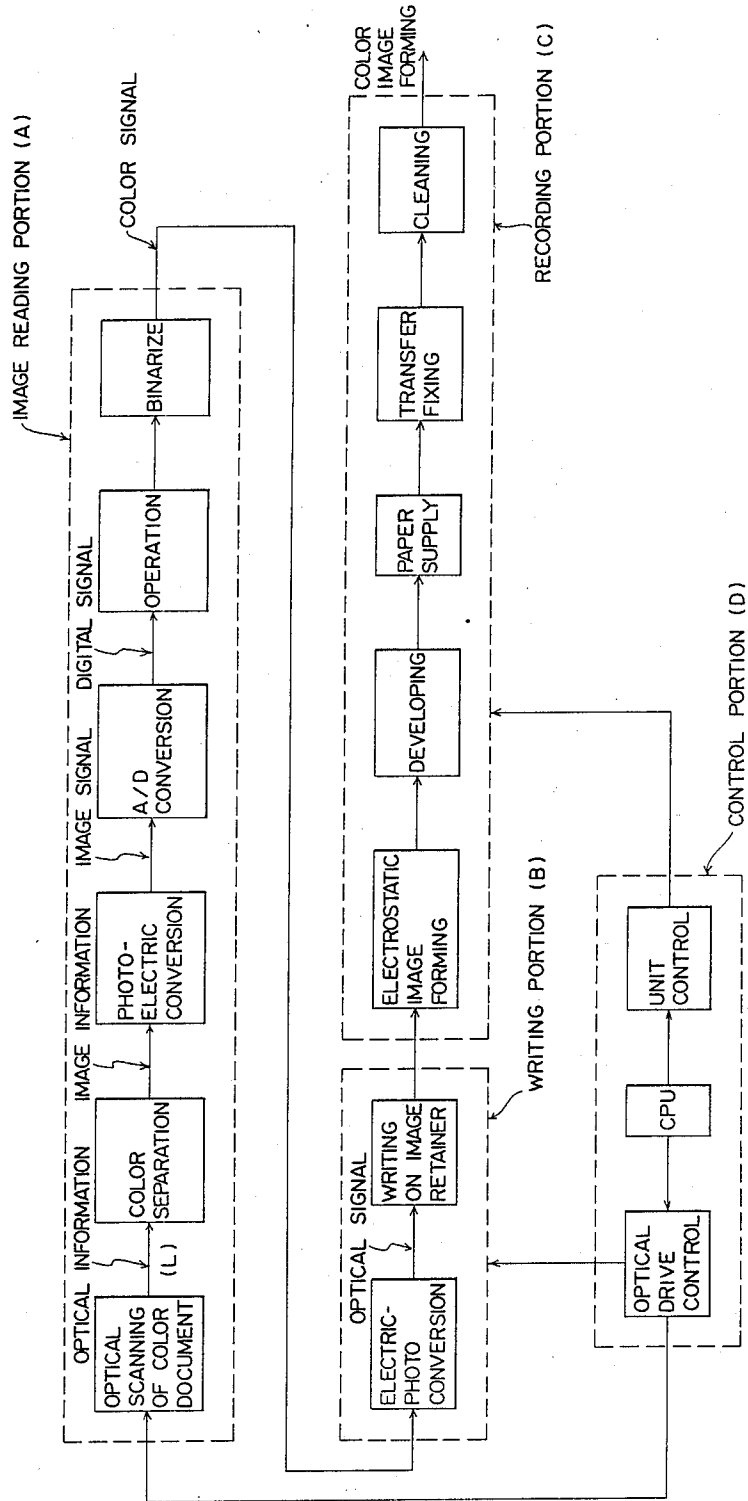 IMAGE READING PORTION (A)
OPTICAL INFORMATION
IMAGE INFORMATION
IMAGE SIGNAL
DIGITAL SIGNAL
COLOR SIGNAL
OPTICAL
SCANNING
OF COLOR
DOCUMENT
(L)
COLOR
SEPARATION
PHOTO-
ELECTRIC
CONVERSION
A/D
CONVERSION
OPERATION
BINARIZE
OPTICAL SIGNAL
ELECTRIC-
PHOTO
CONVERSION
WRITING
ON IMAGE
RETAINER
WRITING PORTION (B)
ELECTROSTATIC
IMAGE
FORMING
DEVELOPING
PAPER
SUPPLY
TRANSFER
FIXING
CLEANING
COLOR
IMAGE
FORMING
RECORDING PORTION (C)
OPTICAL
DRIVE
CONTROL
CPU
UNIT
CONTROL
CONTROL PORTION (D)